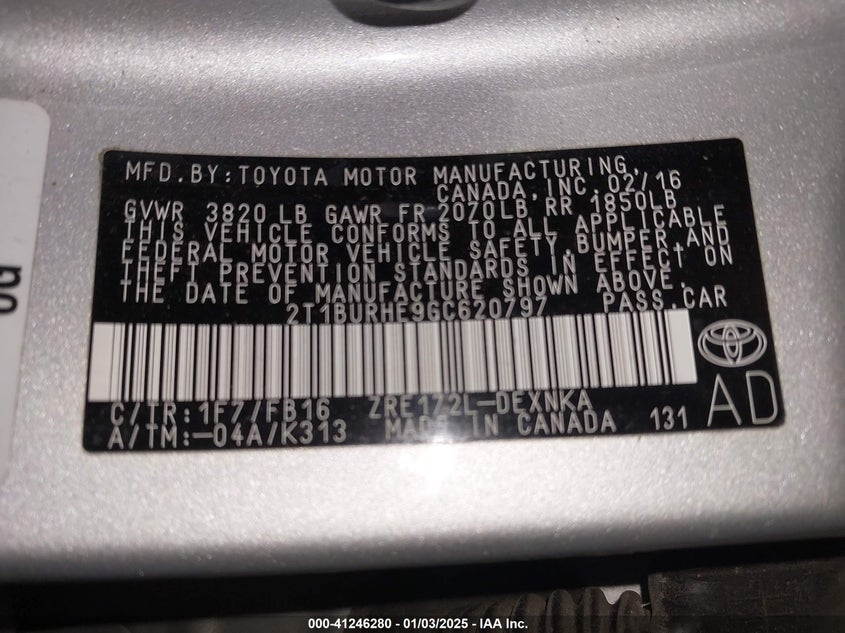 MFD. BY: TOYOTA MOTOR MANUFACTURING,
CANADA, INC. 02/16
GVWR 3820 LB GAWR FR 2070LB, RR 1850LB
THIS VEHICLE CONFORMS TO ALL APPLICABLE
FEDERAL MOTOR VEHICLE SAFETY, BUMPER, AND
THEFT PREVENTION STANDARDS IN EFFECT ON
THE DATE OF MANUFACTURE SHOWN ABOVE.
2T1BURHE9GC620797 PASS.CAR
C/TR: 1F7/FB16 ZRE172L-DEXNKA
A/TM:-04A/K313 MADE IN CANADA 131
AD
000-41246280 - 01/03/2025 - IAA Inc.